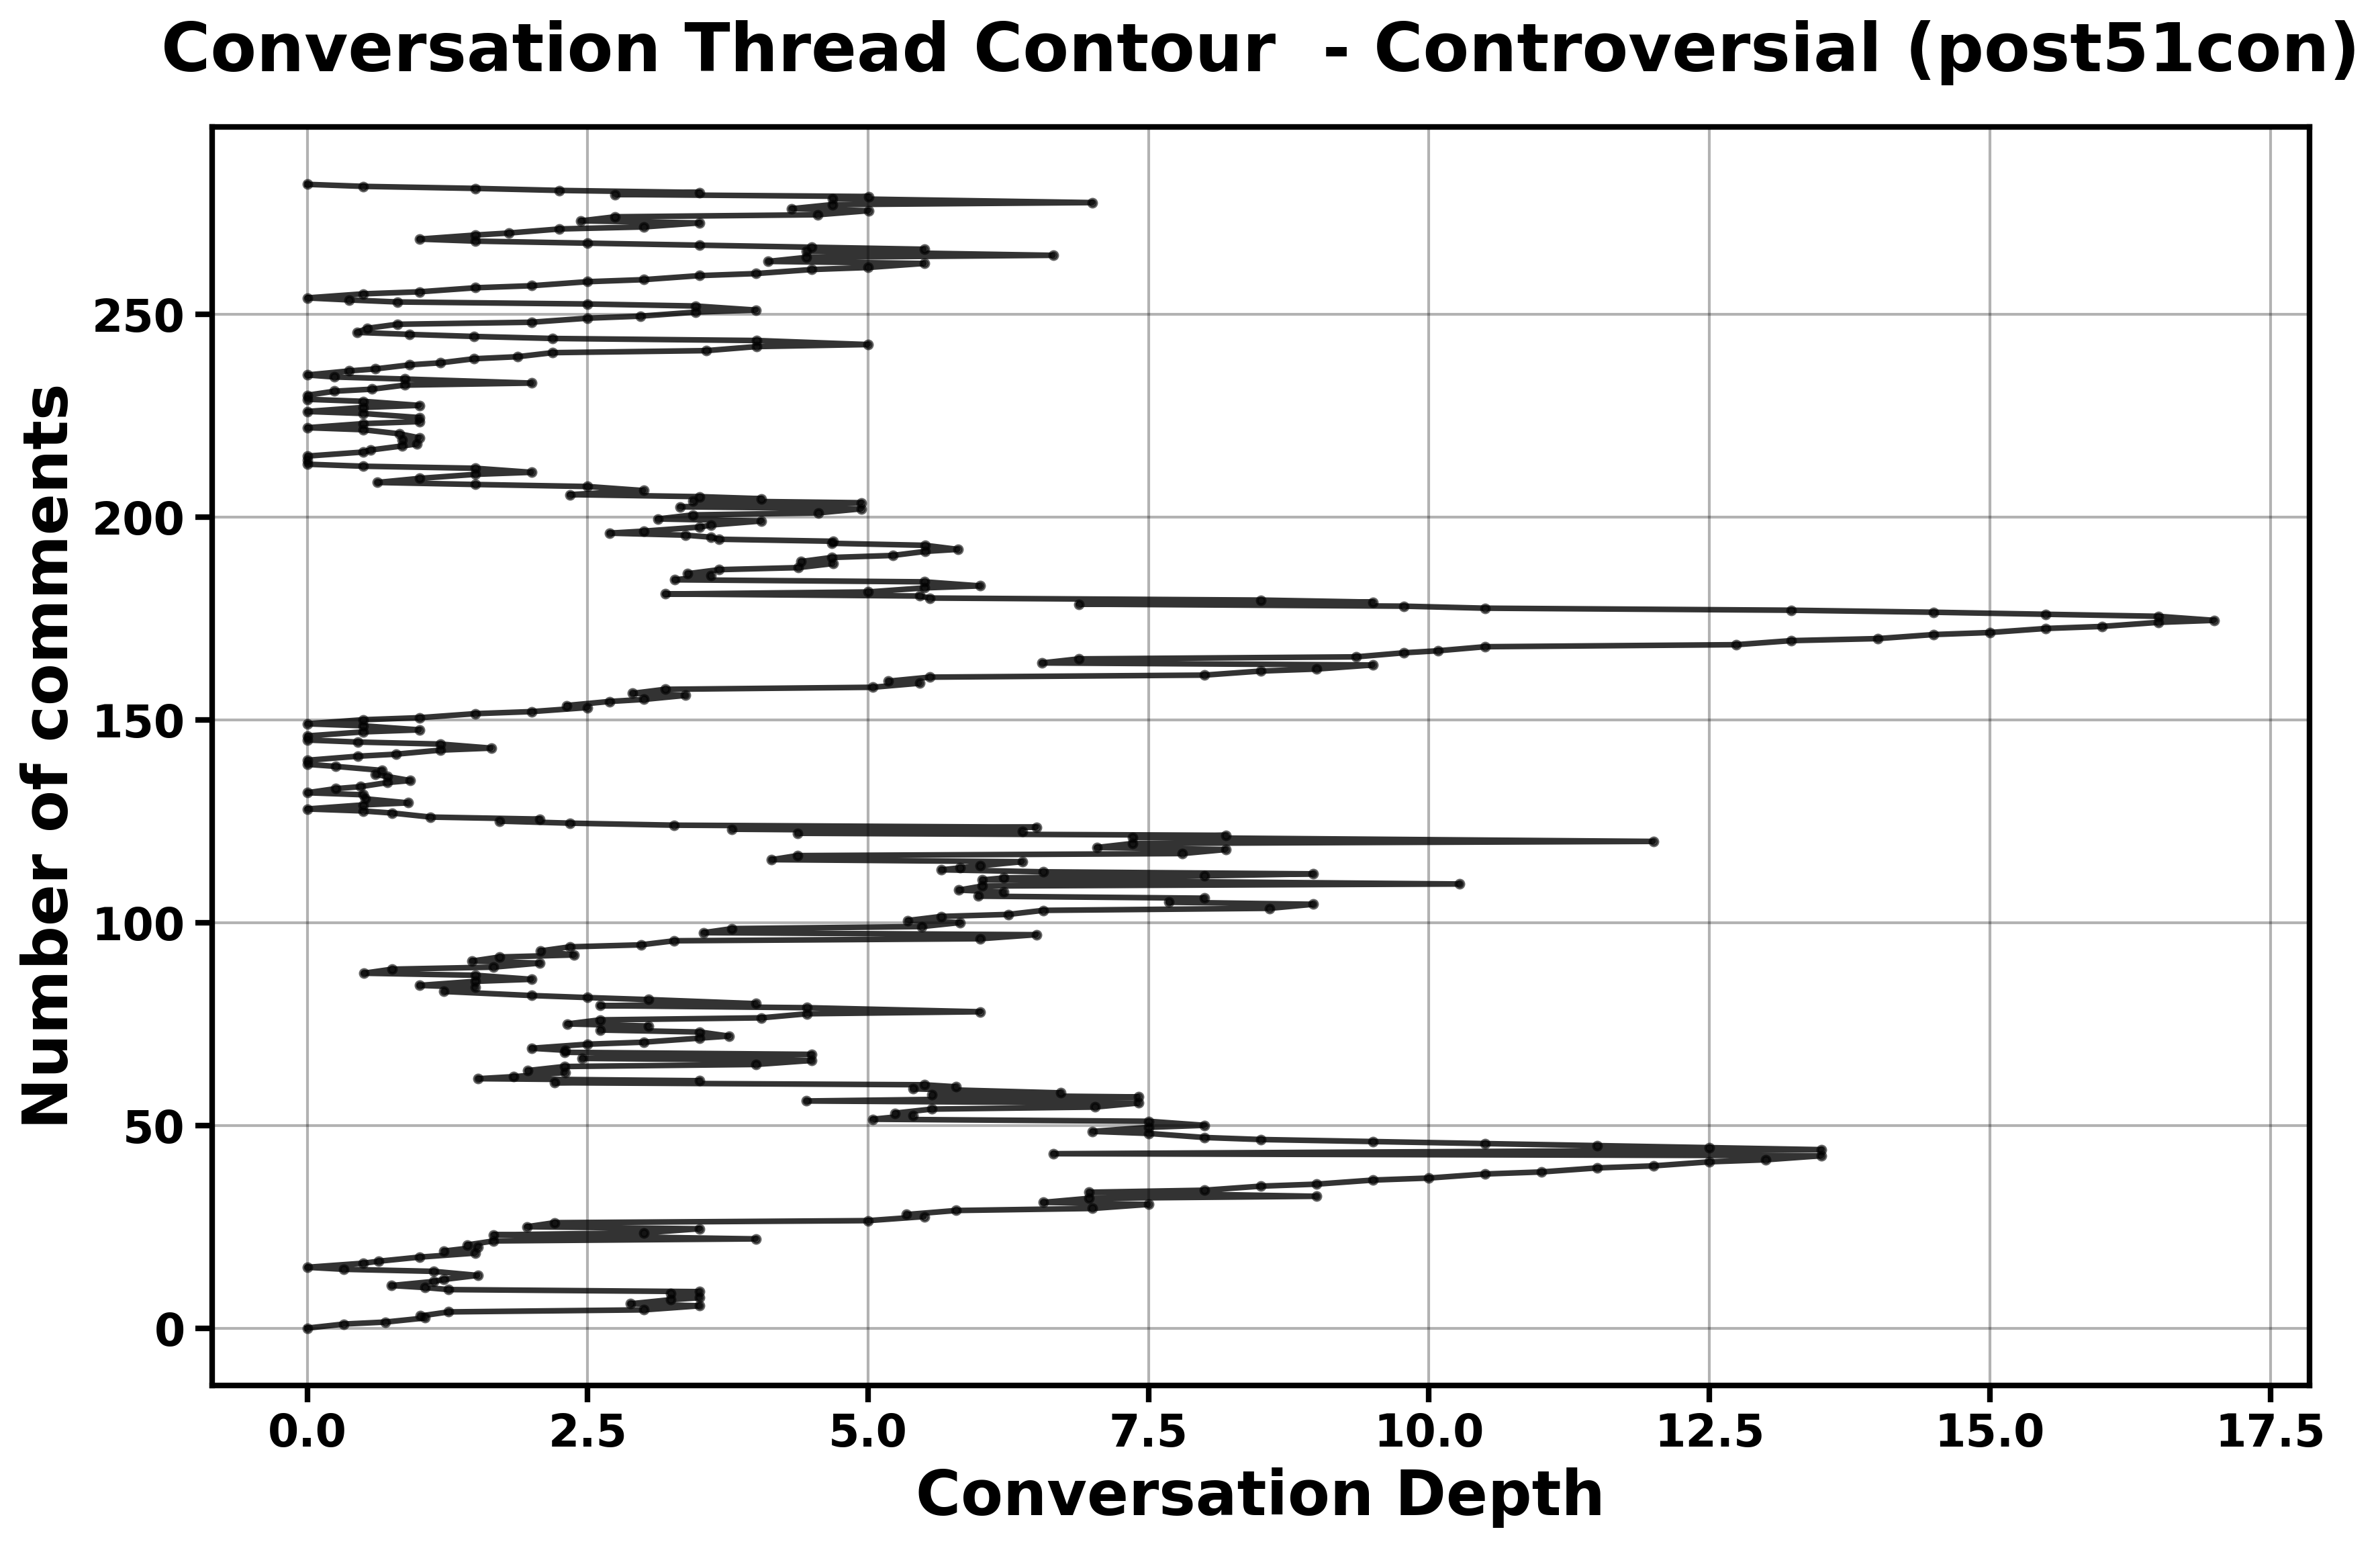 Conversation Thread Contour  - Controversial (post51con)
Number of comments
250
200
150
100
50
0
0.0 2.5 5.0 7.5 10.0 12.5 15.0 17.5
Conversation Depth